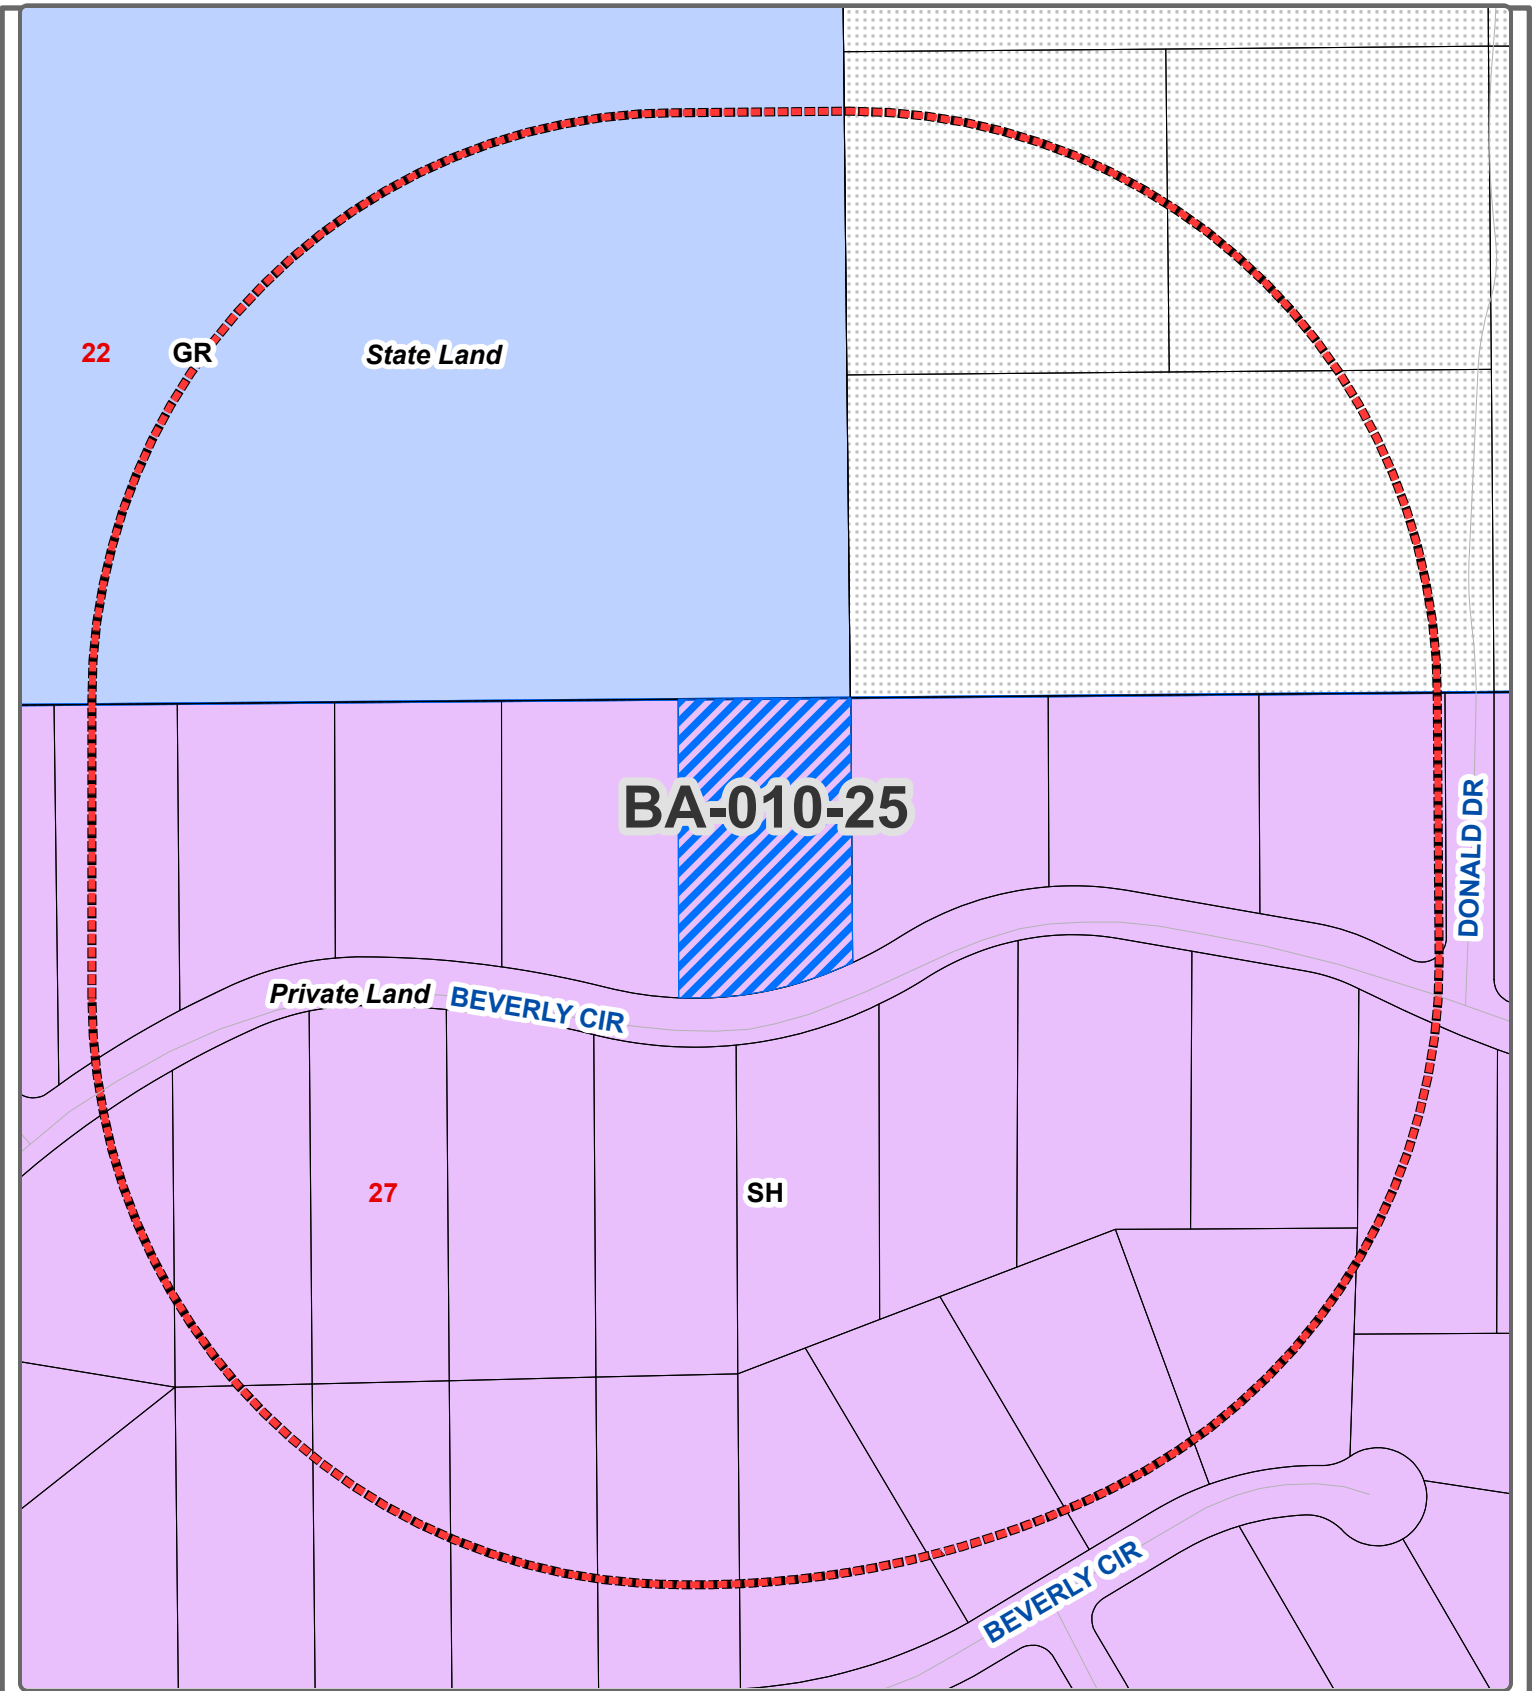 22
GR
State Land
BA-010-25
DONALD DR
Private Land
BEVERLY CIR
27
SH
BEVERLY CIR